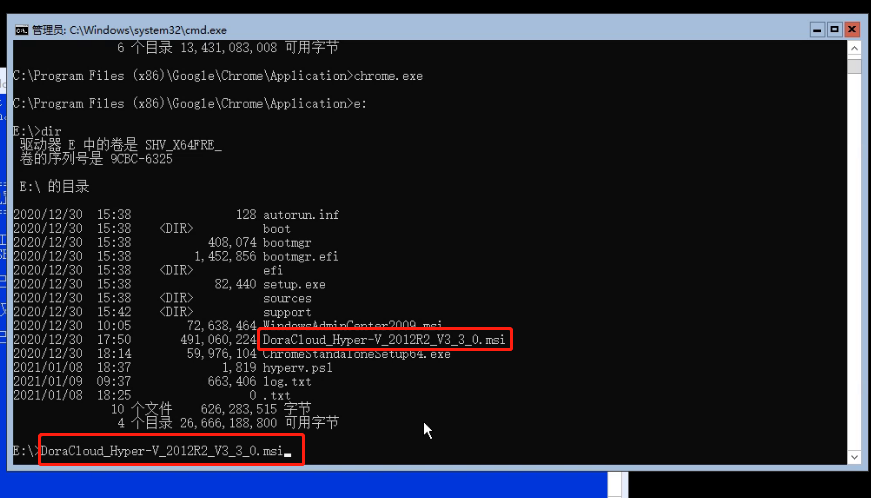 管理员: C:\Windows\system32\cmd.exe
6 个目录 13,431,083,008 可用字节
C:\Program Files (x86)\Google\Chrome\Application>chrome.exe
C:\Program Files (x86)\Google\Chrome\Application>e:
E:\>dir
驱动器 E 中的卷是 SHV_X64FRE_
卷的序列号是 9CBC-6325
E:\ 的目录
2020/12/30 15:38 128 autorun.inf
2020/12/30 15:38 <DIR> boot
2020/12/30 15:38 408,074 bootmgr
2020/12/30 15:38 1,452,856 bootmgr.efi
2020/12/30 15:38 <DIR> efi
2020/12/30 15:38 82,440 setup.exe
2020/12/30 15:38 <DIR> sources
2020/12/30 15:42 <DIR> support
2020/12/30 10:05 72,638,464 WindowsAdminCenter2009.msi
2020/12/30 17:50 491,060,224 DoraCloud_Hyper-V_2012R2_V3_3_0.msi
2020/12/30 18:14 59,976,104 ChromeStandaloneSetup64.exe
2021/01/08 18:37 1,819 hyperv.ps1
2021/01/09 09:37 663,406 log.txt
2021/01/08 18:25 0 .txt
10 个文件 626,283,515 字节
4 个目录 26,666,188,800 可用字节
E:\>DoraCloud_Hyper-V_2012R2_V3_3_0.msi